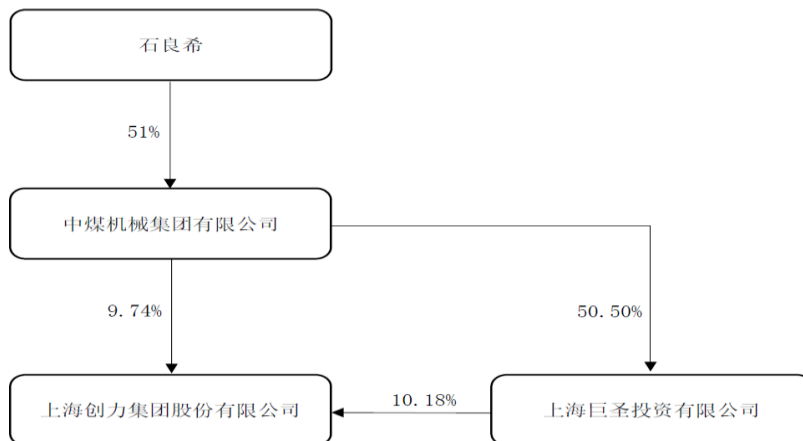 石良希
51%
中煤机械集团有限公司
9.74%
50.50%
上海创力集团股份有限公司
10.18%
上海巨圣投资有限公司